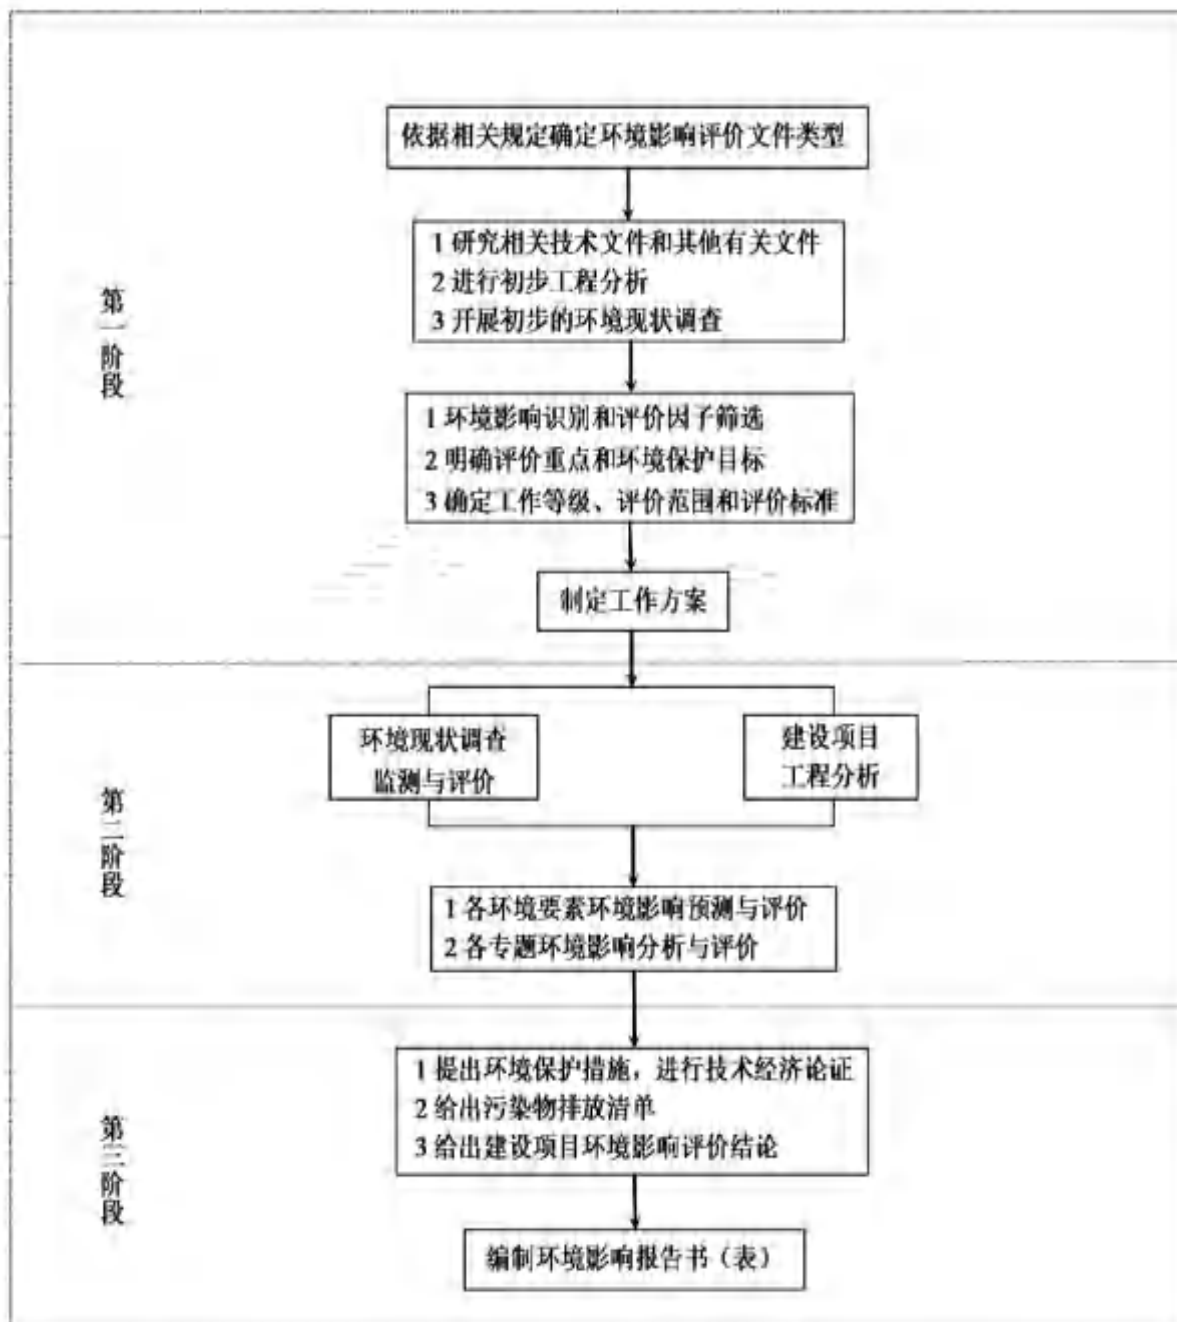 第一阶段
依据相关规定确定环境影响评价文件类型
1 研究相关技术文件和其他有关文件
2 进行初步工程分析
3 开展初步的环境现状调查
1 环境影响识别和评价因子筛选
2 明确评价重点和环境保护目标
3 确定工作等级、评价范围和评价标准
制定工作方案
第二阶段
环境现状调查
监测与评价
建设项目
工程分析
1 各环境要素环境影响预测与评价
2 各专题环境影响分析与评价
第三阶段
1 提出环境保护措施，进行技术经济论证
2 给出污染物排放清单
3 给出建设项目环境影响评价结论
编制环境影响报告书（表）